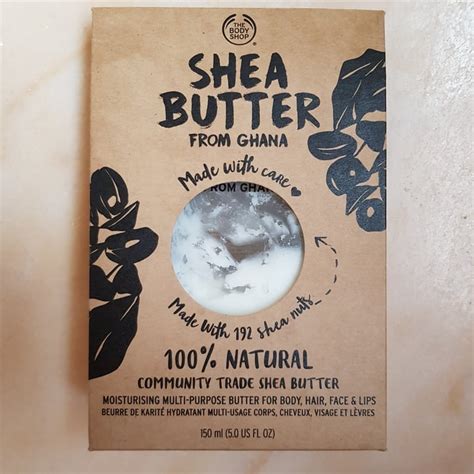 THE
BODY
SHOP
®
SHEA
BUTTER
FROM GHANA
Made with care
ROM GHA
Made With 192 shea nuts
100% NATURAL
COMMUNITY TRADE SHEA BUTTER
MOISTURISING MULTI-PURPOSE BUTTER FOR BODY, HAIR, FACE & LIPS
BEURRE DE KARITÉ HYDRATANT MULTI-USAGE CORPS, CHEVEUX, VISAGE ET LÈVRES
150 ml (5.0 US FL OZ)